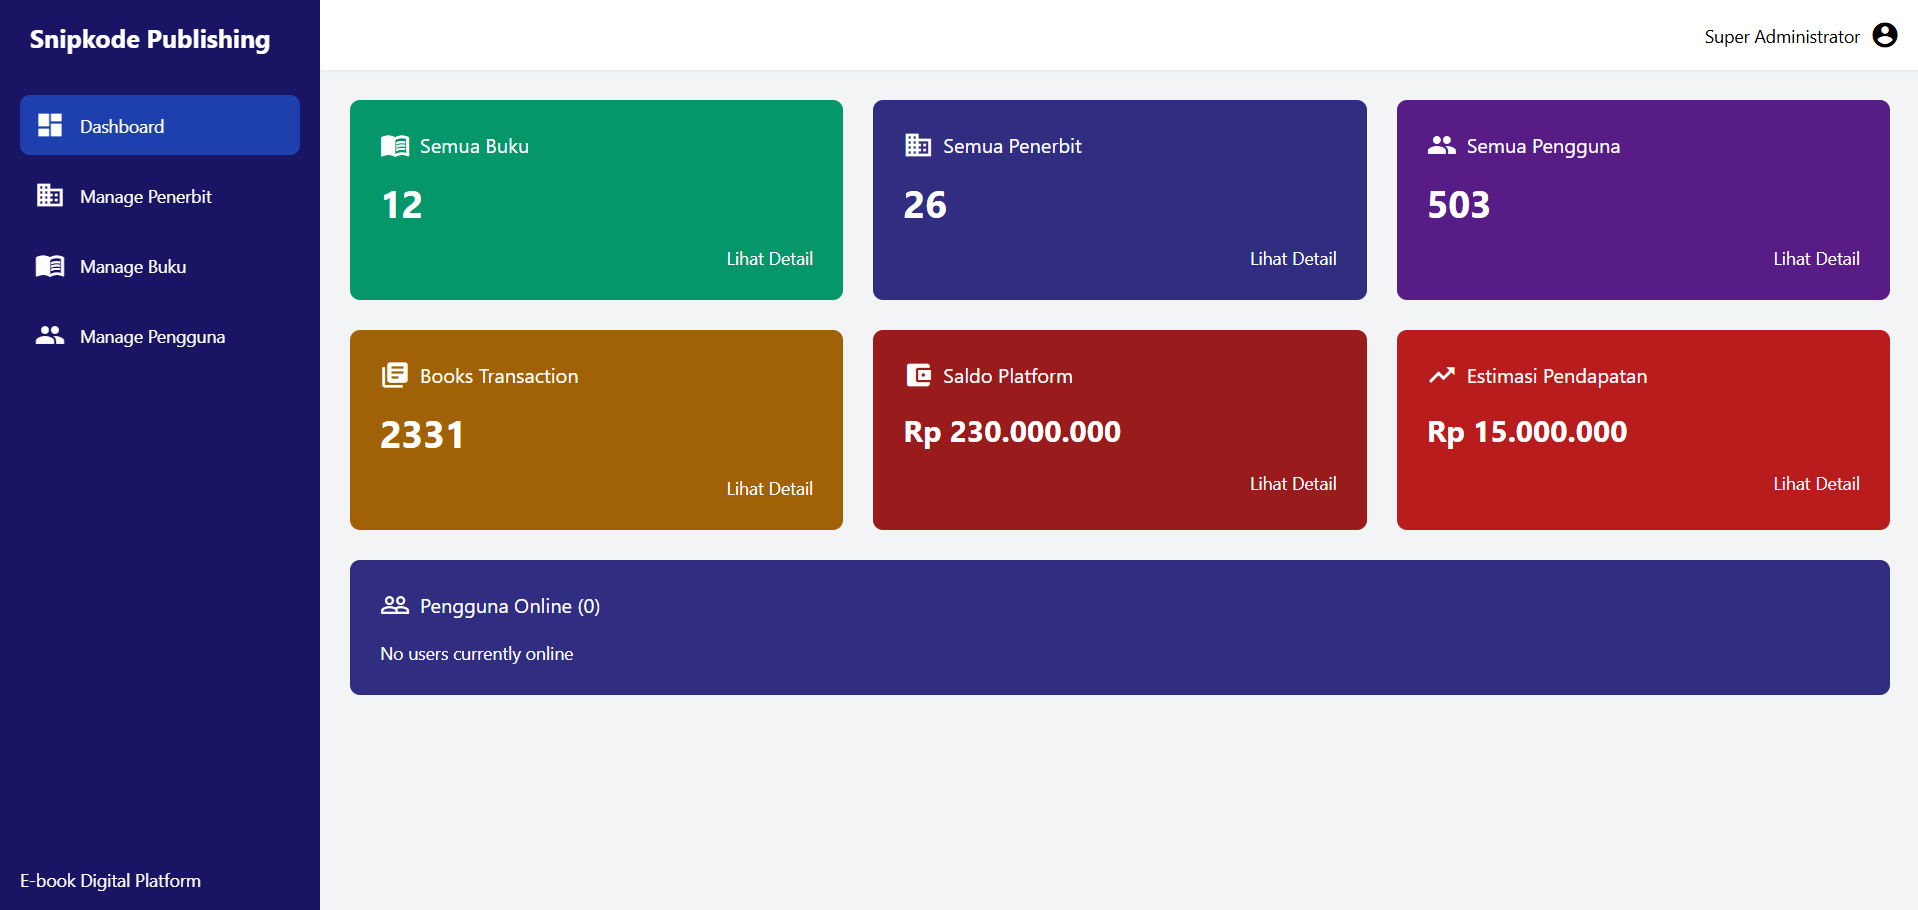 Snipkode Publishing
Dashboard
Manage Penerbit
Manage Buku
Manage Pengguna
E-book Digital Platform
Super Administrator
Semua Buku
12
Lihat Detail
Semua Penerbit
26
Lihat Detail
Semua Pengguna
503
Lihat Detail
Books Transaction
2331
Lihat Detail
Saldo Platform
Rp 230.000.000
Lihat Detail
Estimasi Pendapatan
Rp 15.000.000
Lihat Detail
Pengguna Online (0)
No users currently online